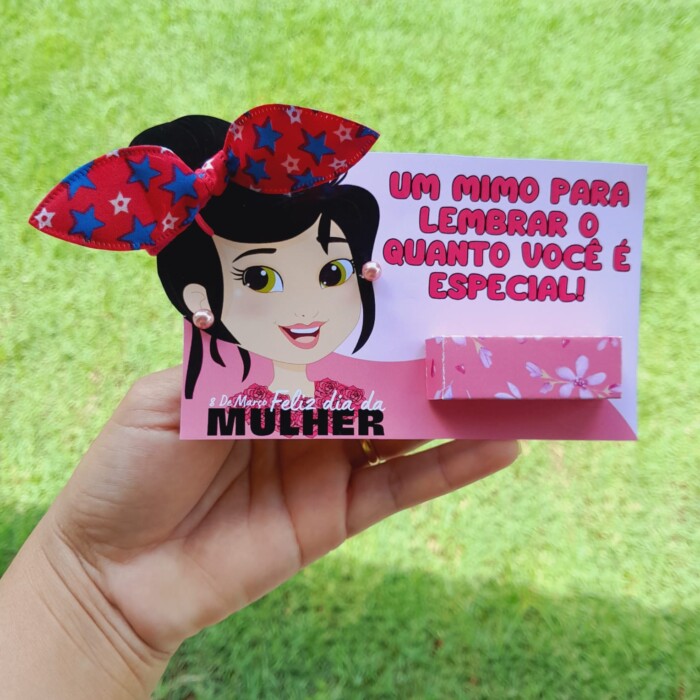 UM MIMO PARA
LEMBRAR O
QUANTO VOCÊ É
ESPECIAL!
8 De Março Feliz dia da
MULHER